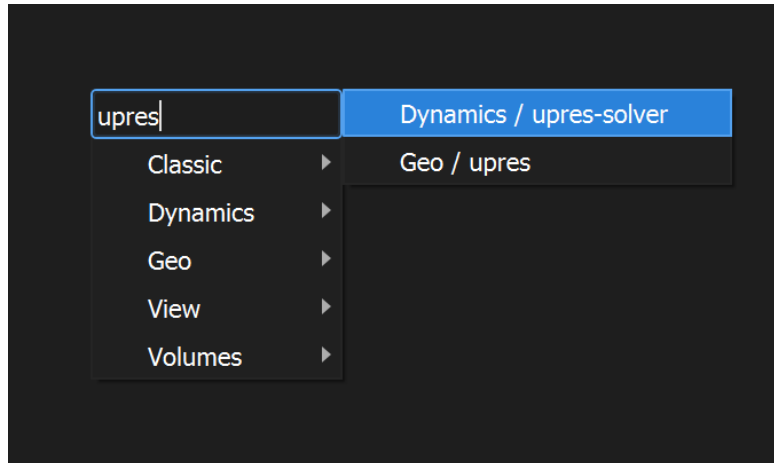 upres
Dynamics / upres-solver
Classic
Geo / upres
Dynamics
Geo
View
Volumes